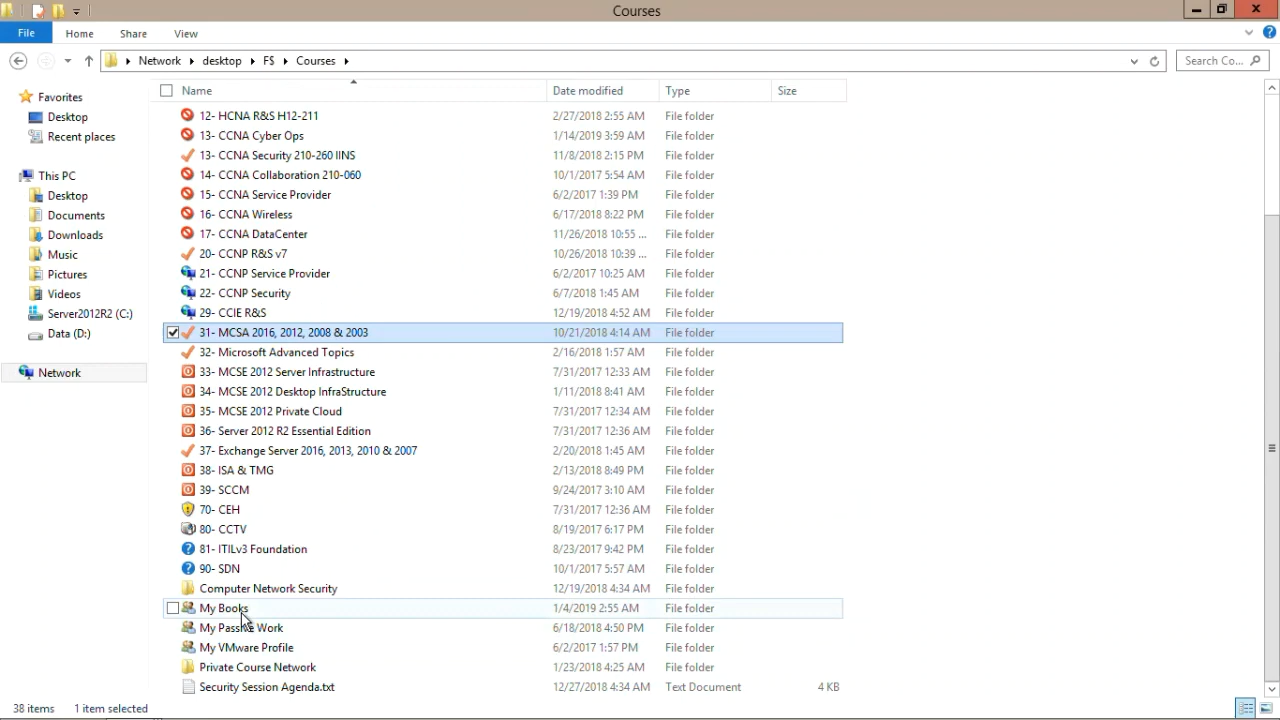 Courses
File Home Share View
Network desktop F$ Courses Search Co...
Name Date modified Type Size
Favorites
Desktop
Recent places
This PC
Desktop
Documents
Downloads
Music
Pictures
Videos
Server2012R2 (C:)
Data (D:)
Network
12- HCNA R&S H12-211 2/27/2018 2:55 AM File folder
13- CCNA Cyber Ops 1/14/2019 3:59 AM File folder
13- CCNA Security 210-260 IINS 11/8/2018 2:15 PM File folder
14- CCNA Collaboration 210-060 10/1/2017 5:54 AM File folder
15- CCNA Service Provider 6/2/2017 1:39 PM File folder
16- CCNA Wireless 6/17/2018 8:22 PM File folder
17- CCNA DataCenter 11/26/2018 10:55 ... File folder
20- CCNP R&S v7 10/26/2018 10:39 ... File folder
21- CCNP Service Provider 6/2/2017 10:25 AM File folder
22- CCNP Security 6/7/2018 1:45 AM File folder
29- CCIE R&S 12/19/2018 4:52 AM File folder
31- MCSA 2016, 2012, 2008 & 2003 10/21/2018 4:14 AM File folder
32- Microsoft Advanced Topics 2/16/2018 1:57 AM File folder
33- MCSE 2012 Server Infrastructure 7/31/2017 12:33 AM File folder
34- MCSE 2012 Desktop InfraStructure 1/11/2018 8:41 AM File folder
35- MCSE 2012 Private Cloud 7/31/2017 12:34 AM File folder
36- Server 2012 R2 Essential Edition 7/31/2017 12:36 AM File folder
37- Exchange Server 2016, 2013, 2010 & 2007 2/20/2018 1:45 AM File folder
38- ISA & TMG 2/13/2018 8:49 PM File folder
39- SCCM 9/24/2017 3:10 AM File folder
70- CEH 7/31/2017 12:36 AM File folder
80- CCTV 8/19/2017 6:17 PM File folder
81- ITILv3 Foundation 8/23/2017 9:42 PM File folder
90- SDN 10/1/2017 5:57 AM File folder
Computer Network Security 12/19/2018 4:34 AM File folder
My Books 1/4/2019 2:55 AM File folder
My Passive Work 6/18/2018 4:50 PM File folder
My VMware Profile 6/2/2017 1:57 PM File folder
Private Course Network 1/23/2018 4:25 AM File folder
Security Session Agenda.txt 12/27/2018 4:34 AM Text Document 4 KB
38 items 1 item selected